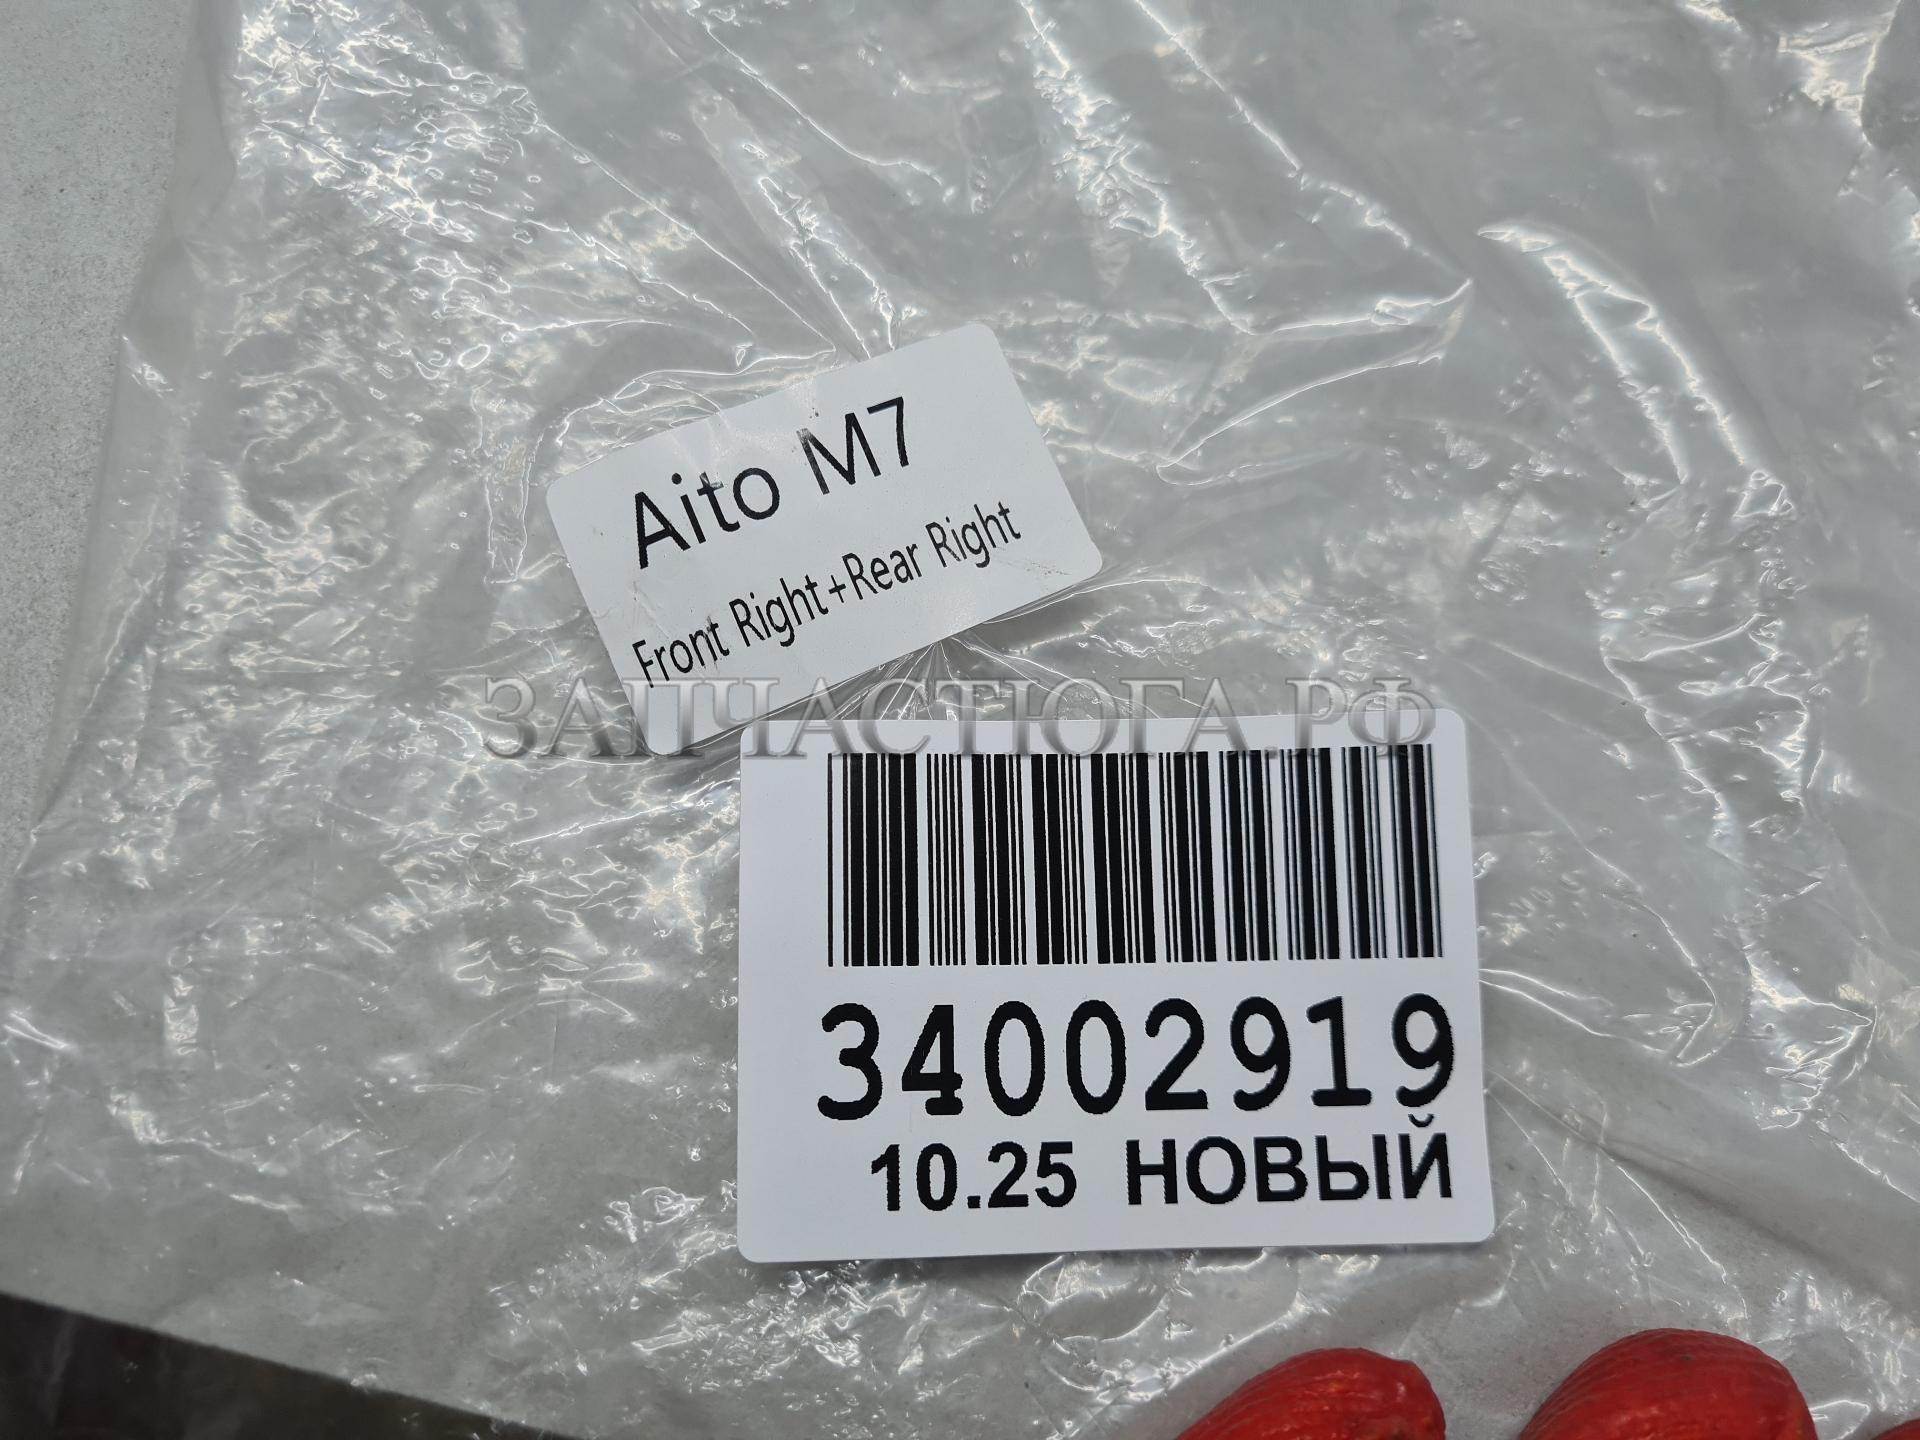 Aito M7
Front Right+Rear Right
ЗАПЧАСТЮГА.РФ
34002919
10.25 НОВЫЙ